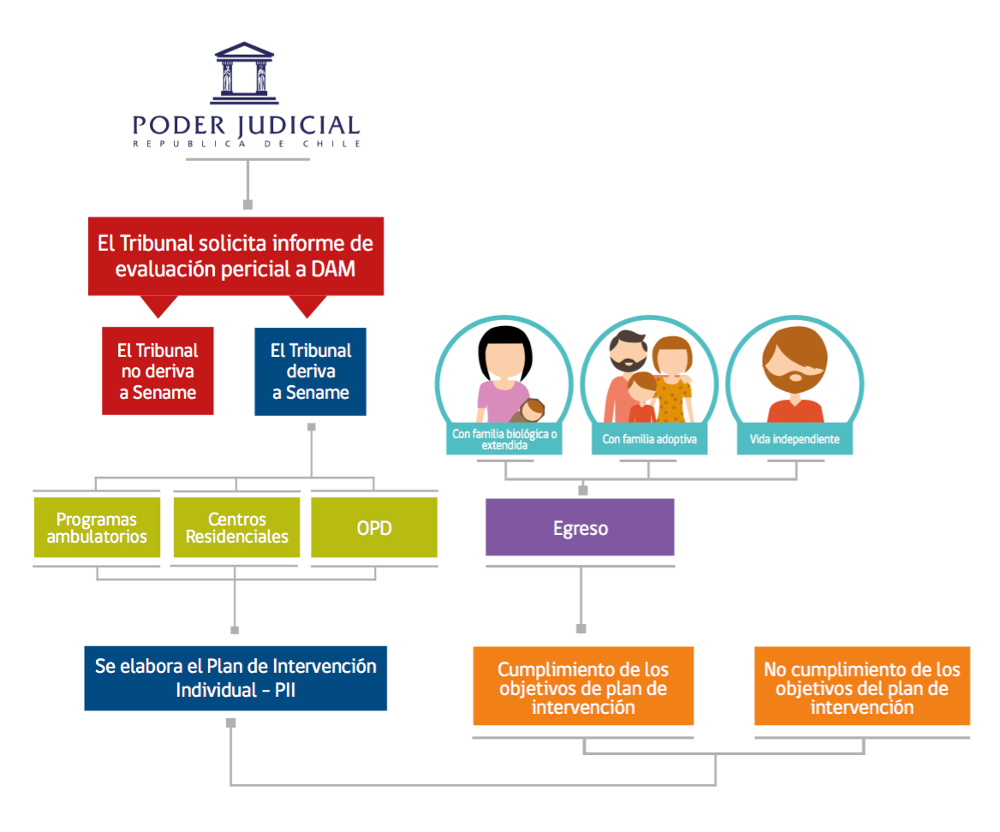 PODER JUDICIAL
REPUBLICA DE CHILE
El Tribunal solicita informe de
evaluación pericial a DAM
El Tribunal
no deriva
a Sename
El Tribunal
deriva
a Sename
Programas
ambulatorios
Centros
Residenciales
OPD
Se elabora el Plan de Intervención
Individual – PII
Con familia biológica o
extendida
Con familia adoptiva
Vida independiente
Egreso
Cumplimiento de los
objetivos de plan de
intervención
No cumplimiento de los
objetivos del plan de
intervención